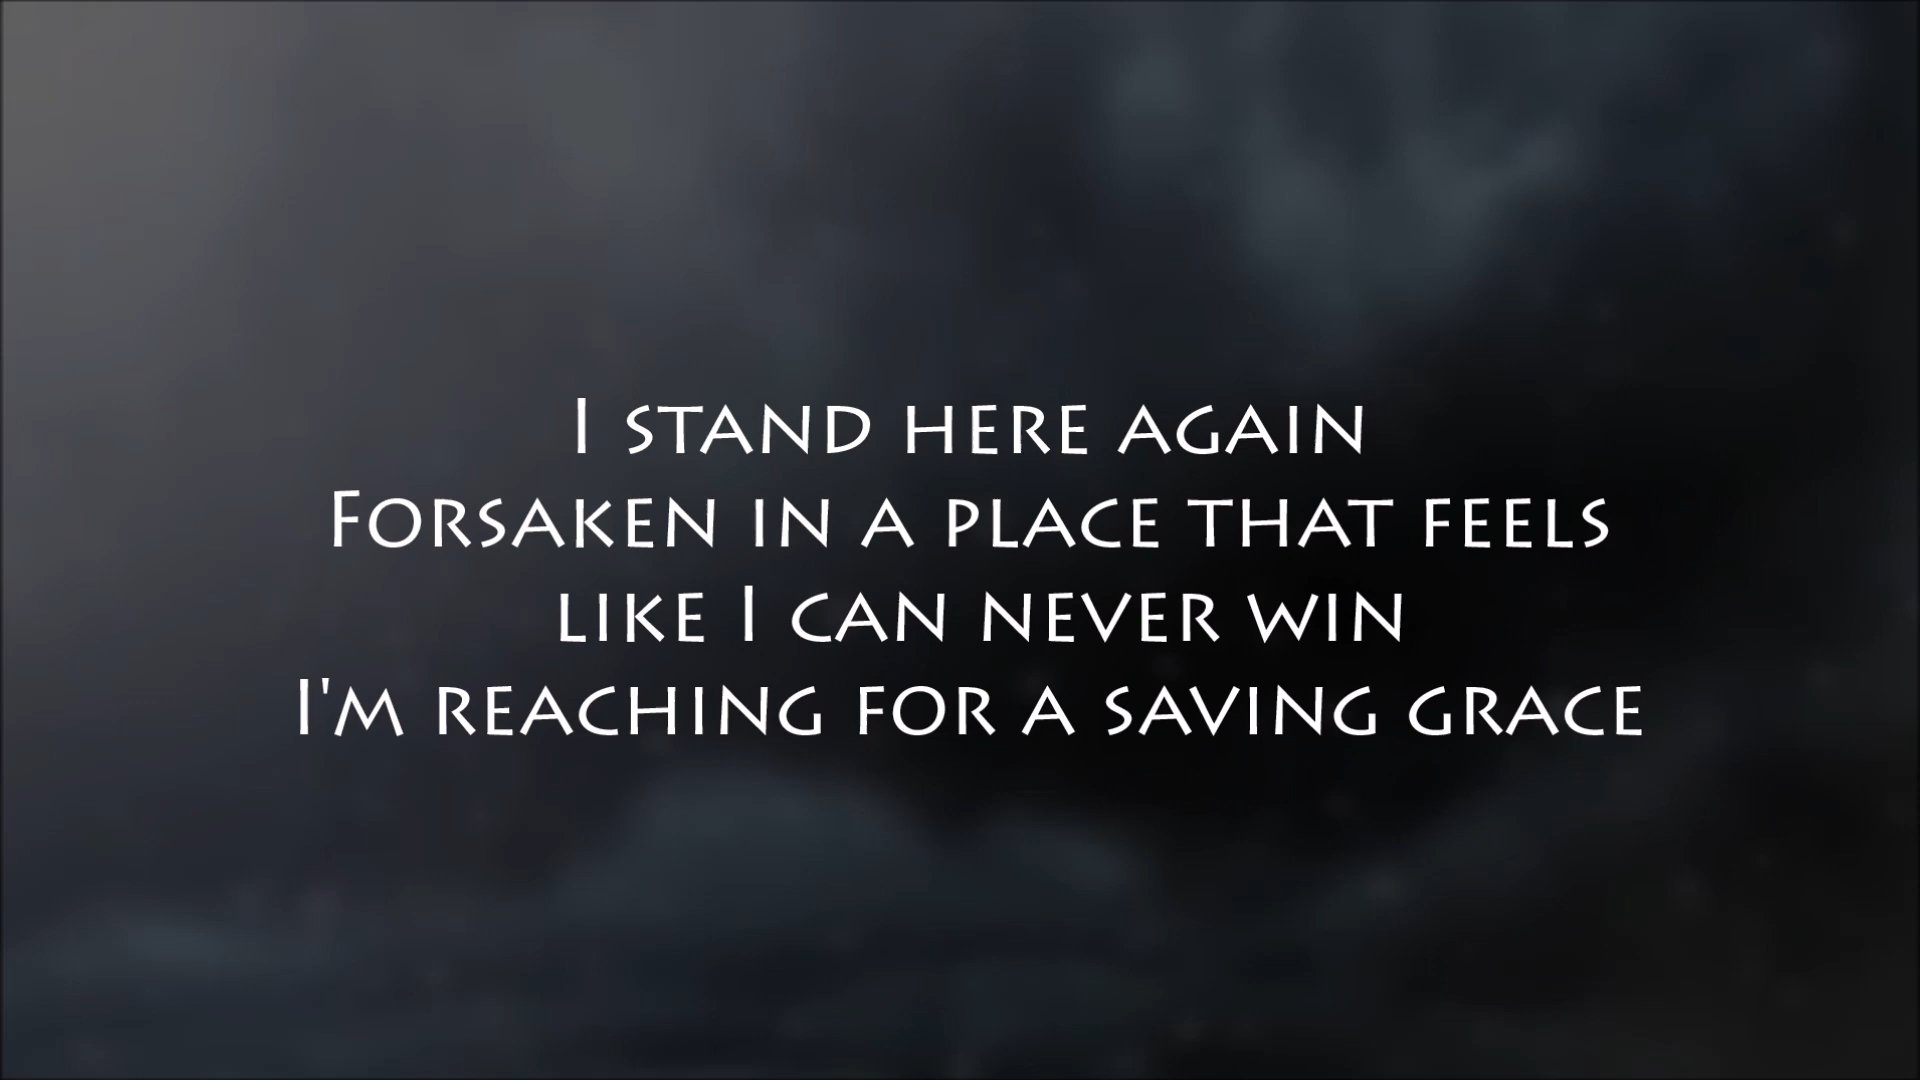 I stand here again
Forsaken in a place that feels
like I can never win
I'm reaching for a saving grace